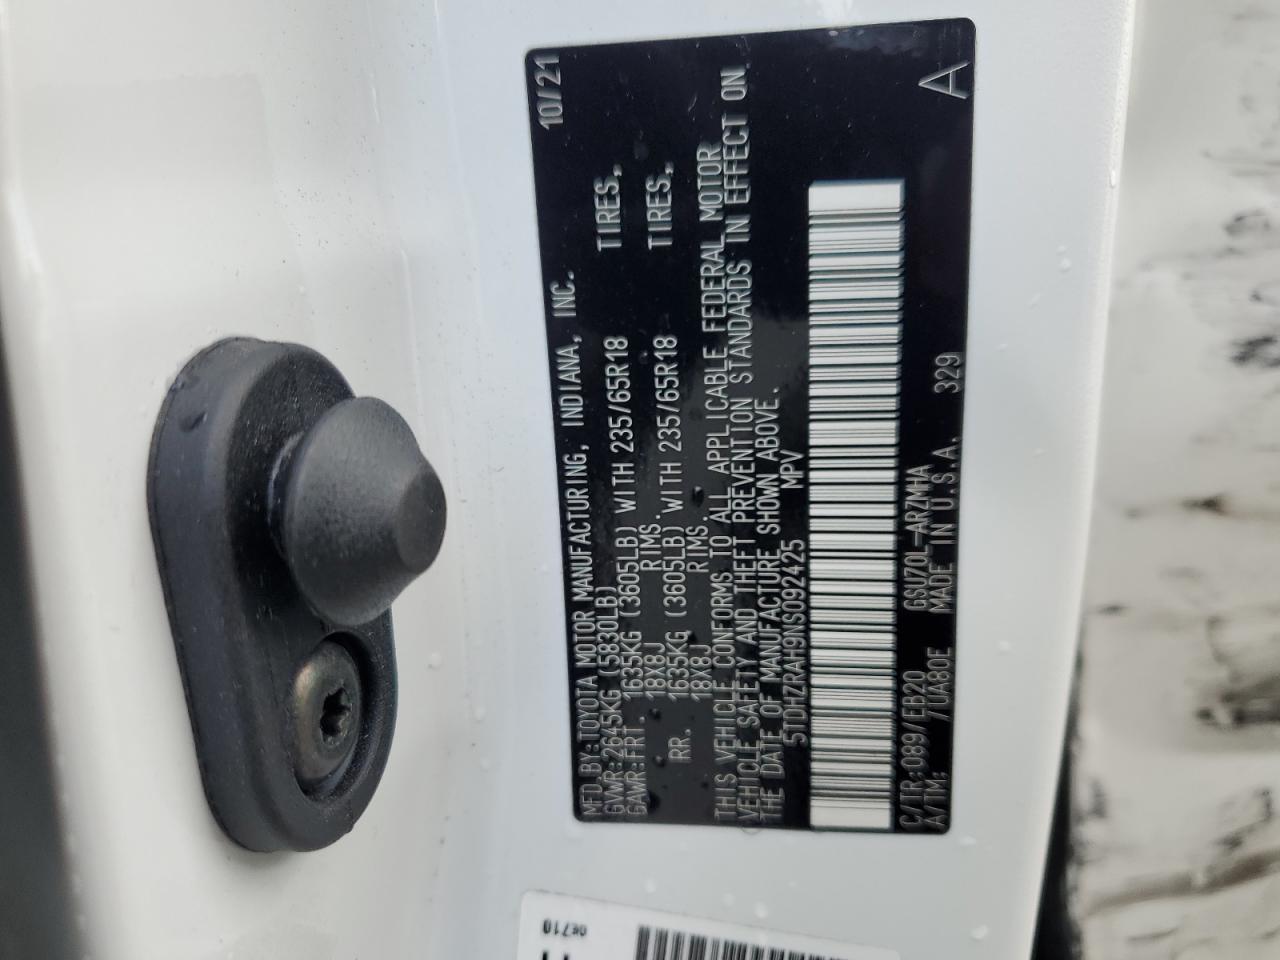 MFD BY:TOYOTA MOTOR MANUFACTURING, INDIANA, INC. 10/21
GVWR:2645KG (5830LB)
GAWR:FRT. 1635KG (3605LB) WITH 235/65R18 TIRES,
18X8J RIMS.
RR. 1635KG (3605LB) WITH 235/65R18 TIRES,
18X8J RIMS.
THIS VEHICLE CONFORMS TO ALL APPLICABLE FEDERAL MOTOR
VEHICLE SAFETY AND THEFT PREVENTION STANDARDS IN EFFECT ON
THE DATE OF MANUFACTURE SHOWN ABOVE.
5TDHZRAH9NS092425 MPV
C/TR:089/EB20 GSU70L-ARZMHA
A/TM: /UA80E MADE IN U.S.A. 329 A
0E710